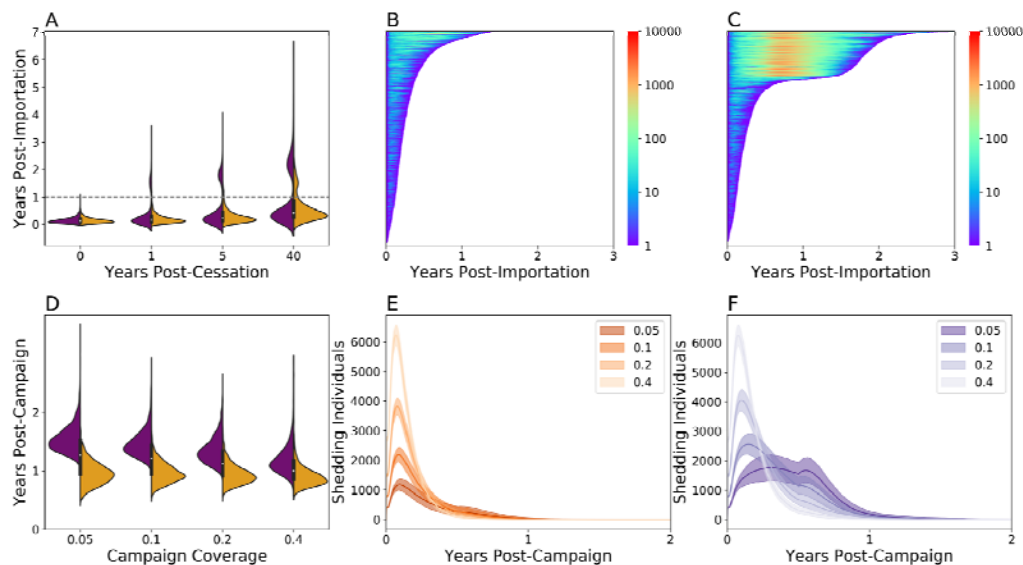 A
Years Post-Importation
7
6
5
4
3
2
1
0
0 1 5 40
Years Post-Cessation
B
0 1 2 3
Years Post-Importation
10000
1000
100
10
1
C
0 1 2 3
Years Post-Importation
10000
1000
100
10
1
D
Years Post-Campaign
2
1
0
0.05 0.1 0.2 0.4
Campaign Coverage
E
Shedding Individuals
6000
5000
4000
3000
2000
1000
0
0 1 2
Years Post-Campaign
0.05
0.1
0.2
0.4
F
Shedding Individuals
6000
5000
4000
3000
2000
1000
0
0 1 2
Years Post-Campaign
0.05
0.1
0.2
0.4